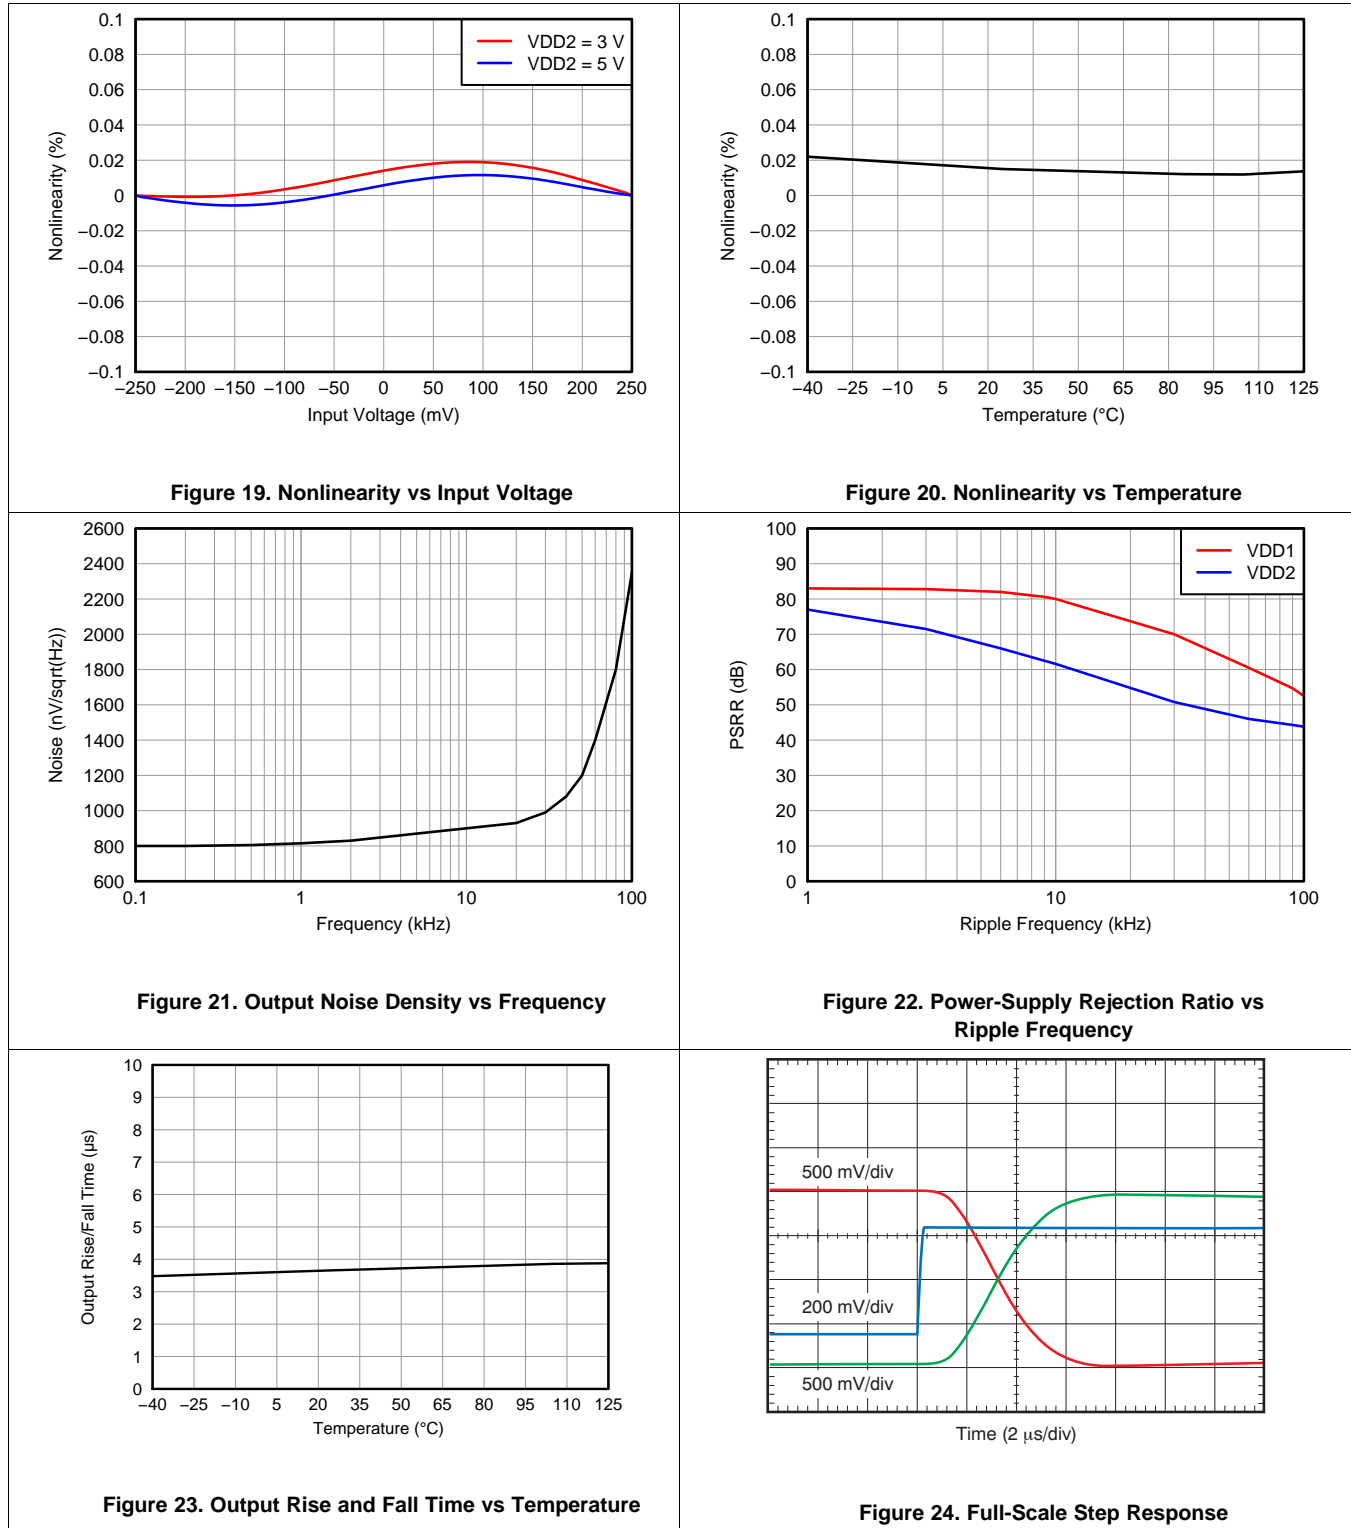 0.1
0.08
0.06
0.04
0.02
0
−0.02
−0.04
−0.06
−0.08
−0.1
Nonlinearity (%)
VDD2 = 3 V
VDD2 = 5 V
−250 −200 −150 −100 −50 0 50 100 150 200 250
Input Voltage (mV)
Figure 19. Nonlinearity vs Input Voltage
0.1
0.08
0.06
0.04
0.02
0
−0.02
−0.04
−0.06
−0.08
−0.1
Nonlinearity (%)
−40 −25 −10 5 20 35 50 65 80 95 110 125
Temperature (°C)
Figure 20. Nonlinearity vs Temperature
2600
2400
2200
2000
1800
1600
1400
1200
1000
800
600
Noise (nV/sqrt(Hz))
0.1 1 10 100
Frequency (kHz)
Figure 21. Output Noise Density vs Frequency
100
90
80
70
60
50
40
30
20
10
0
PSRR (dB)
VDD1
VDD2
1 10 100
Ripple Frequency (kHz)
Figure 22. Power-Supply Rejection Ratio vs
Ripple Frequency
10
9
8
7
6
5
4
3
2
1
0
Output Rise/Fall Time (μs)
−40 −25 −10 5 20 35 50 65 80 95 110 125
Temperature (°C)
Figure 23. Output Rise and Fall Time vs Temperature
500 mV/div
200 mV/div
500 mV/div
Time (2 μs/div)
Figure 24. Full-Scale Step Response